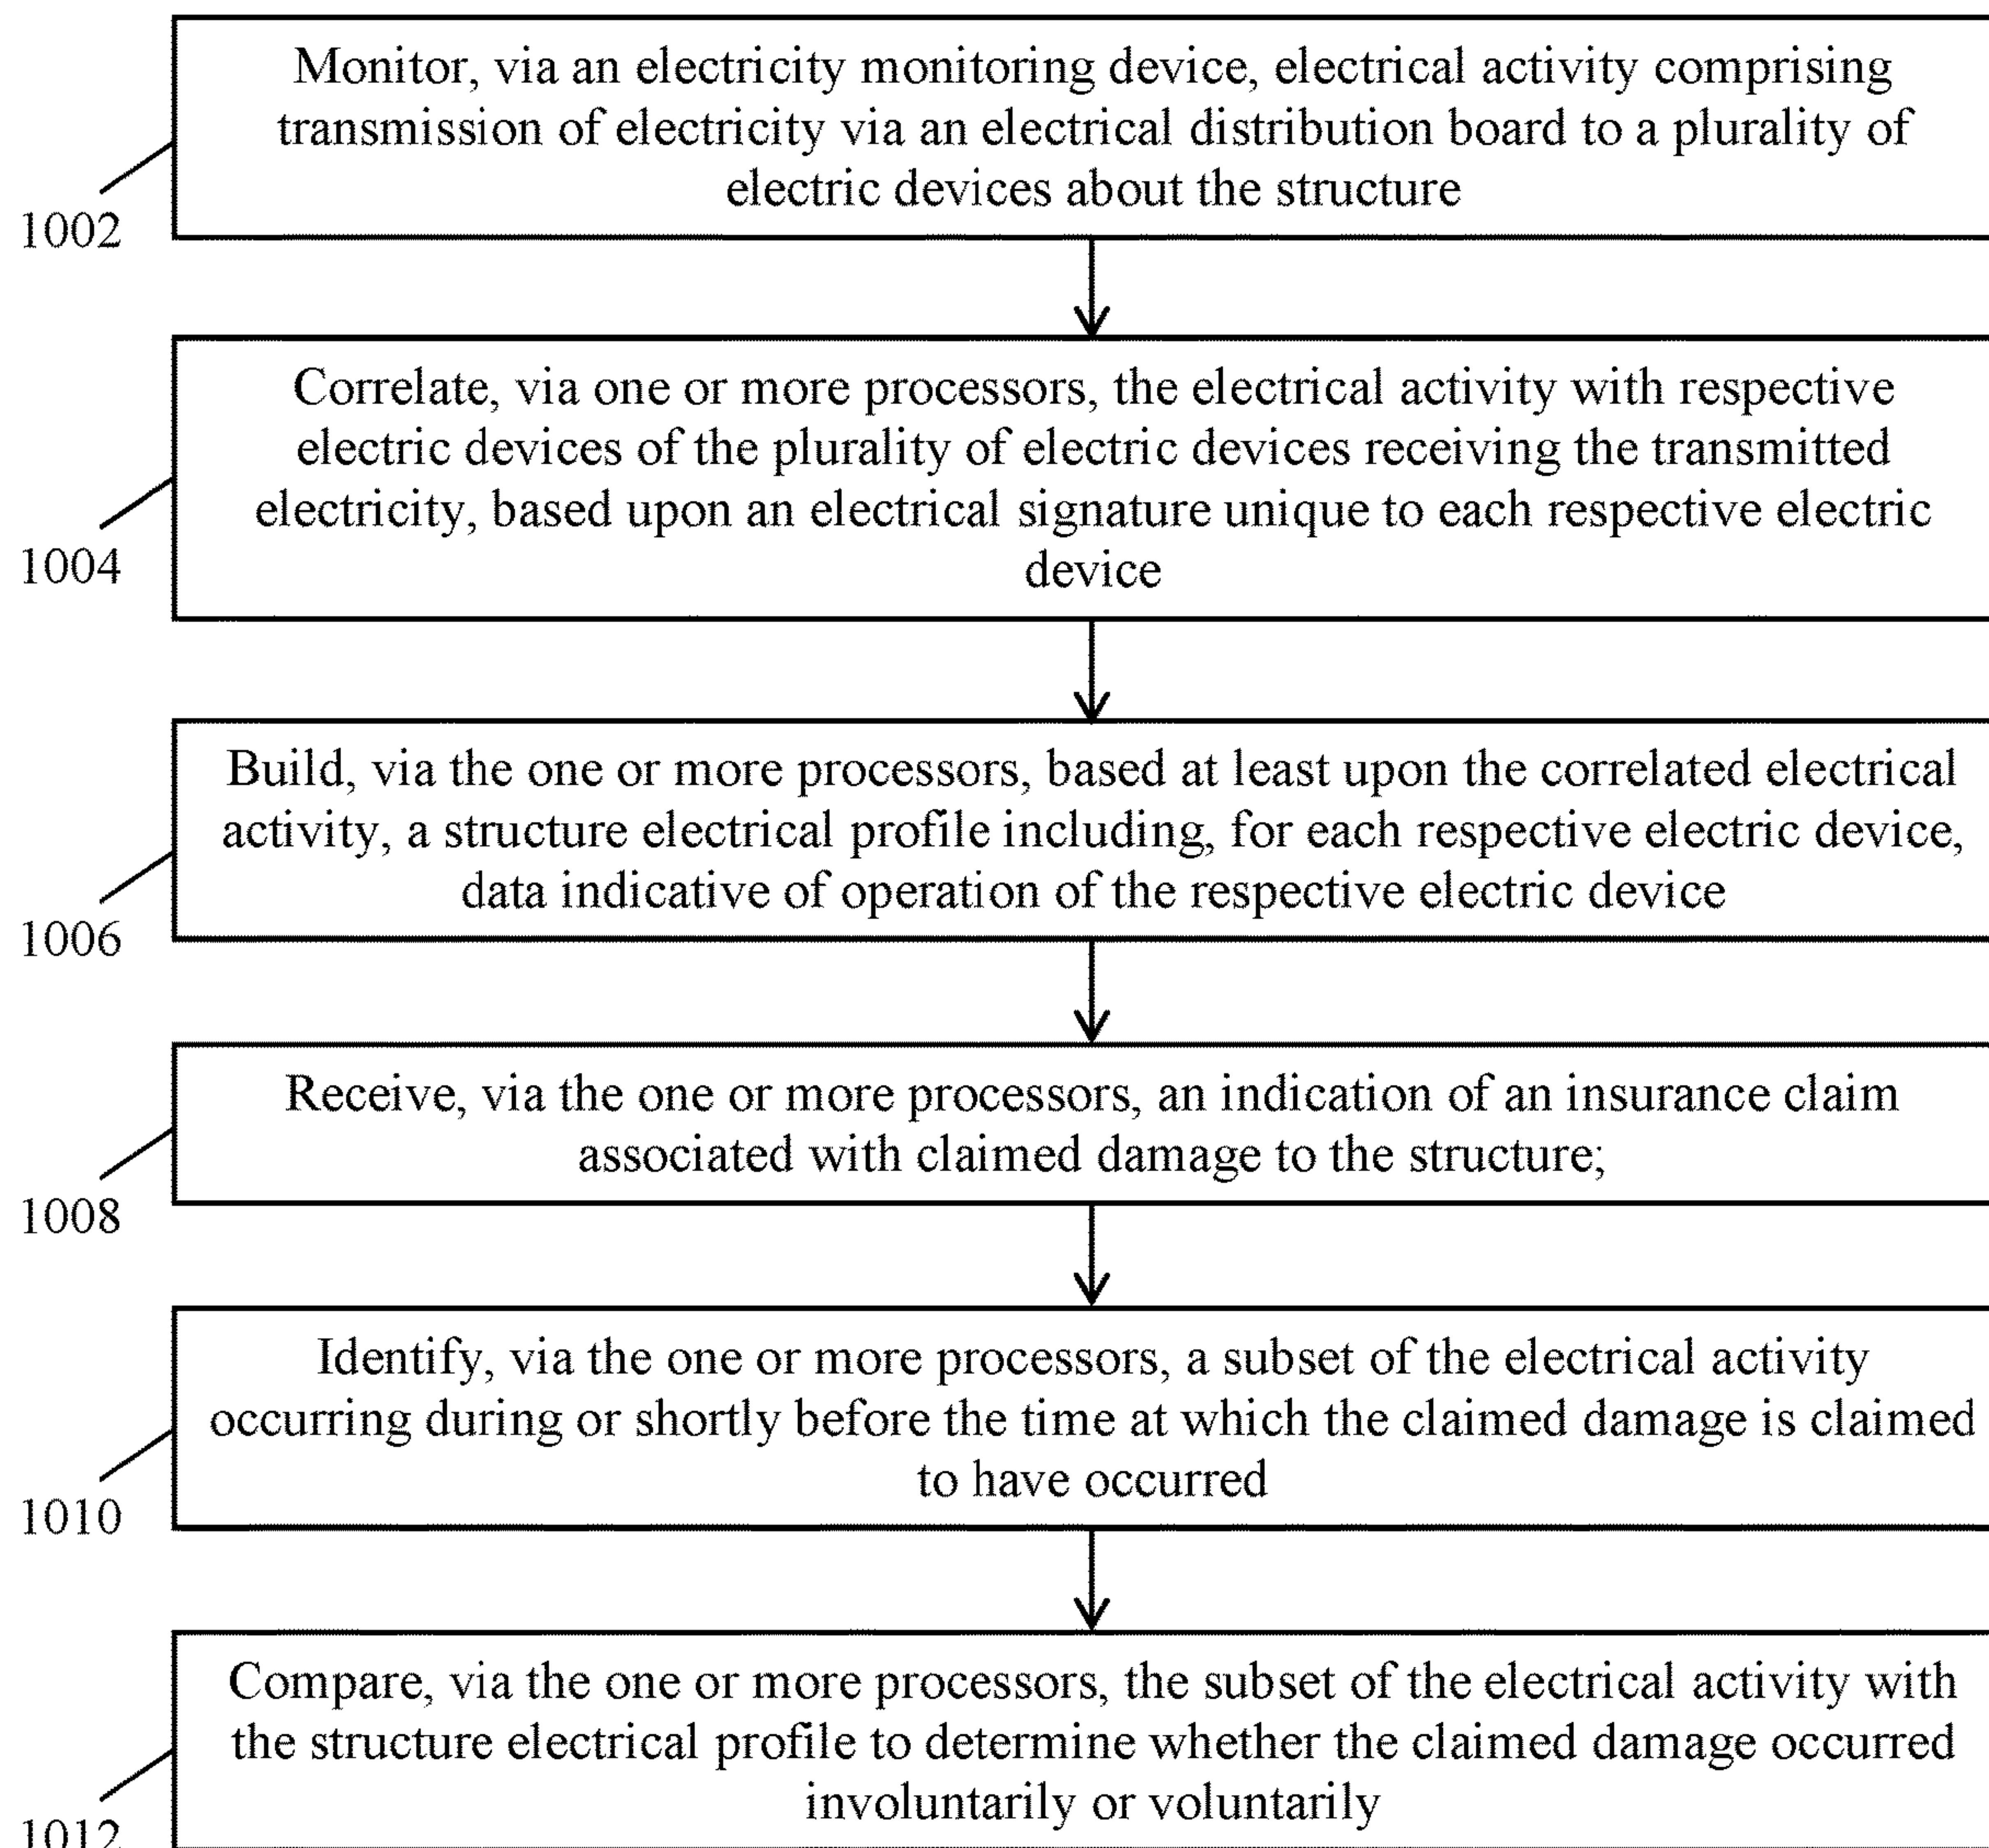 Monitor, via an electricity monitoring device, electrical activity comprising
transmission of electricity via an electrical distribution board to a plurality of
electric devices about the structure
1002
Correlate, via one or more processors, the electrical activity with respective
electric devices of the plurality of electric devices receiving the transmitted
electricity, based upon an electrical signature unique to each respective electric
device
1004
Build, via the one or more processors, based at least upon the correlated electrical
activity, a structure electrical profile including, for each respective electric device,
data indicative of operation of the respective electric device
1006
Receive, via the one or more processors, an indication of an insurance claim
associated with claimed damage to the structure;
1008
Identify, via the one or more processors, a subset of the electrical activity
occurring during or shortly before the time at which the claimed damage is claimed
to have occurred
1010
Compare, via the one or more processors, the subset of the electrical activity with
the structure electrical profile to determine whether the claimed damage occurred
involuntarily or voluntarily
1012